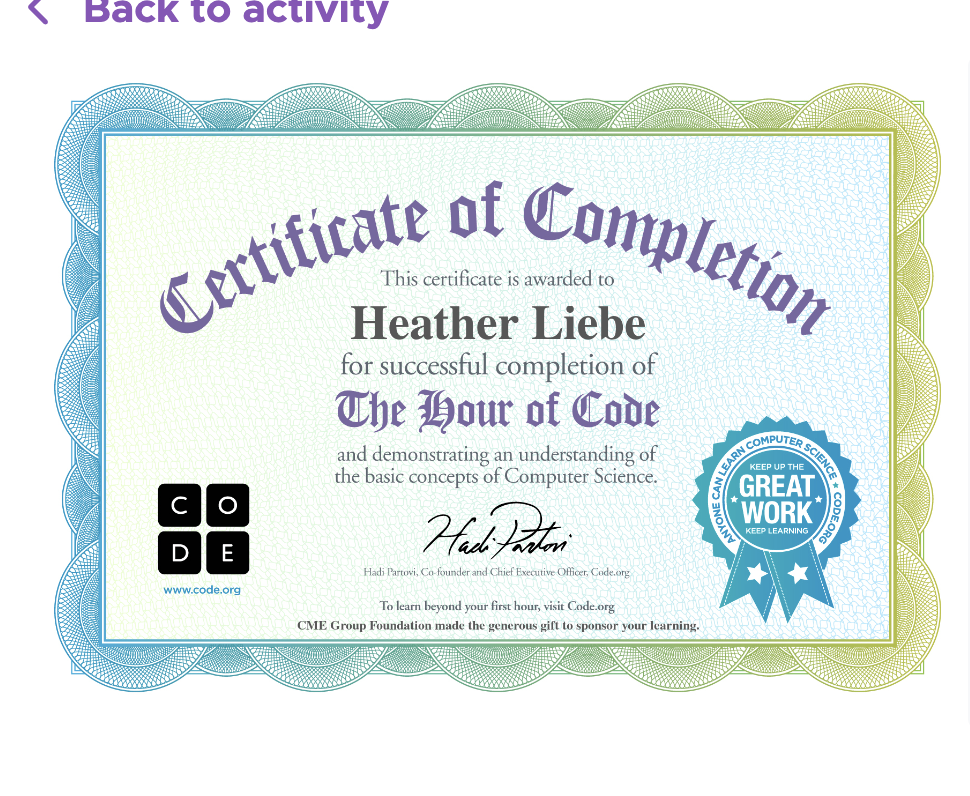 Back to activity
Certificate of Completion
This certificate is awarded to
Heather Liebe
for successful completion of
The Hour of Code
and demonstrating an understanding of
the basic concepts of Computer Science.
C O
D E
www.code.org
Hadi Partovi
Hadi Partovi, Co-founder and Chief Executive Officer, Code.org
To learn beyond your first hour, visit Code.org
CME Group Foundation made the generous gift to sponsor your learning.
ANYONE CAN LEARN COMPUTER SCIENCE ★ CODE.ORG
KEEP UP THE
GREAT
WORK
KEEP LEARNING